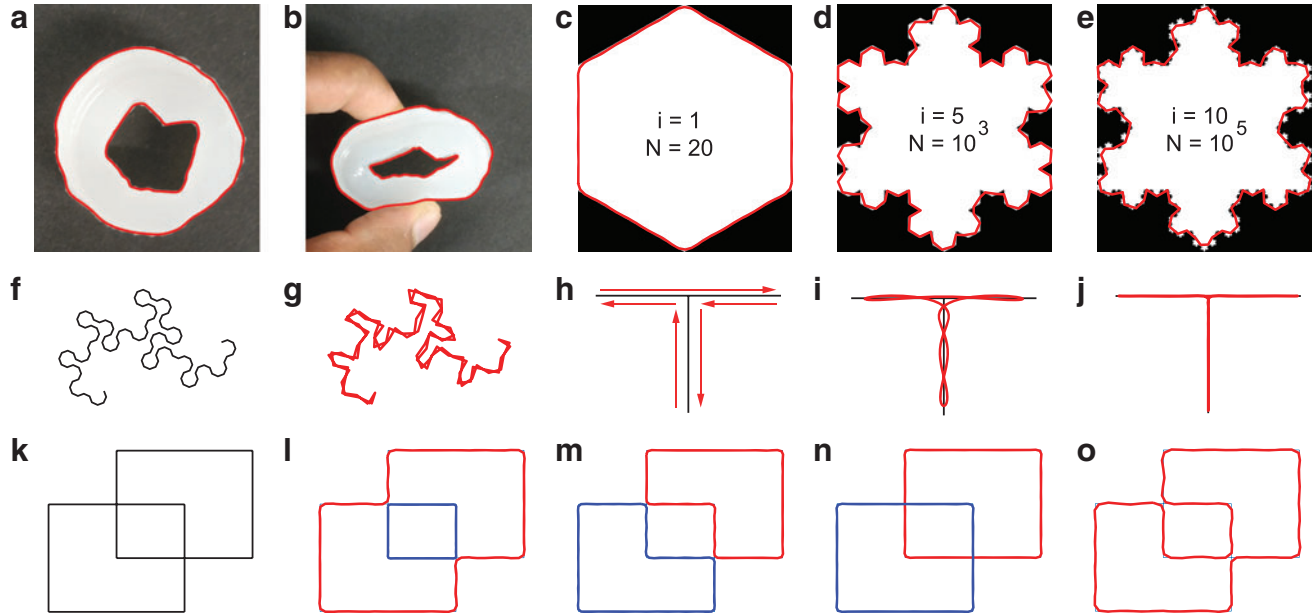 a
b
c
d
e
i = 1
N = 20
i = 5
N = 10^3
i = 10
N = 10^5
f
g
h
i
j
k
l
m
n
o